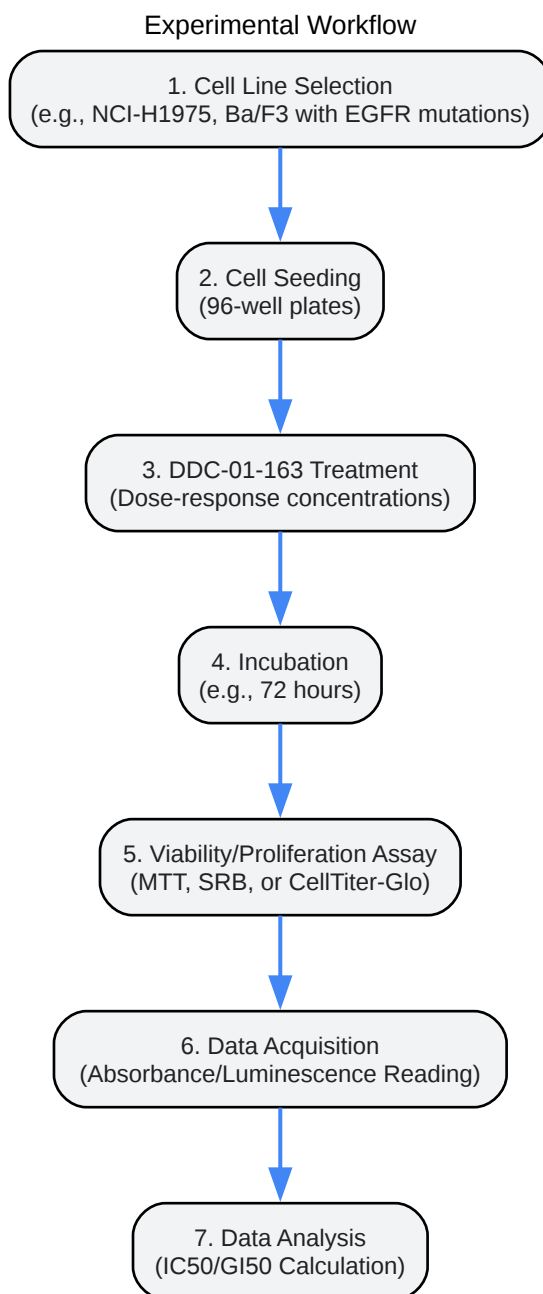 Experimental Workflow
1. Cell Line Selection
(e.g., NCI-H1975, Ba/F3 with EGFR mutations)
2. Cell Seeding
(96-well plates)
3. DDC-01-163 Treatment
(Dose-response concentrations)
4. Incubation
(e.g., 72 hours)
5. Viability/Proliferation Assay
(MTT, SRB, or CellTiter-Glo)
6. Data Acquisition
(Absorbance/Luminescence Reading)
7. Data Analysis
(IC50/GI50 Calculation)